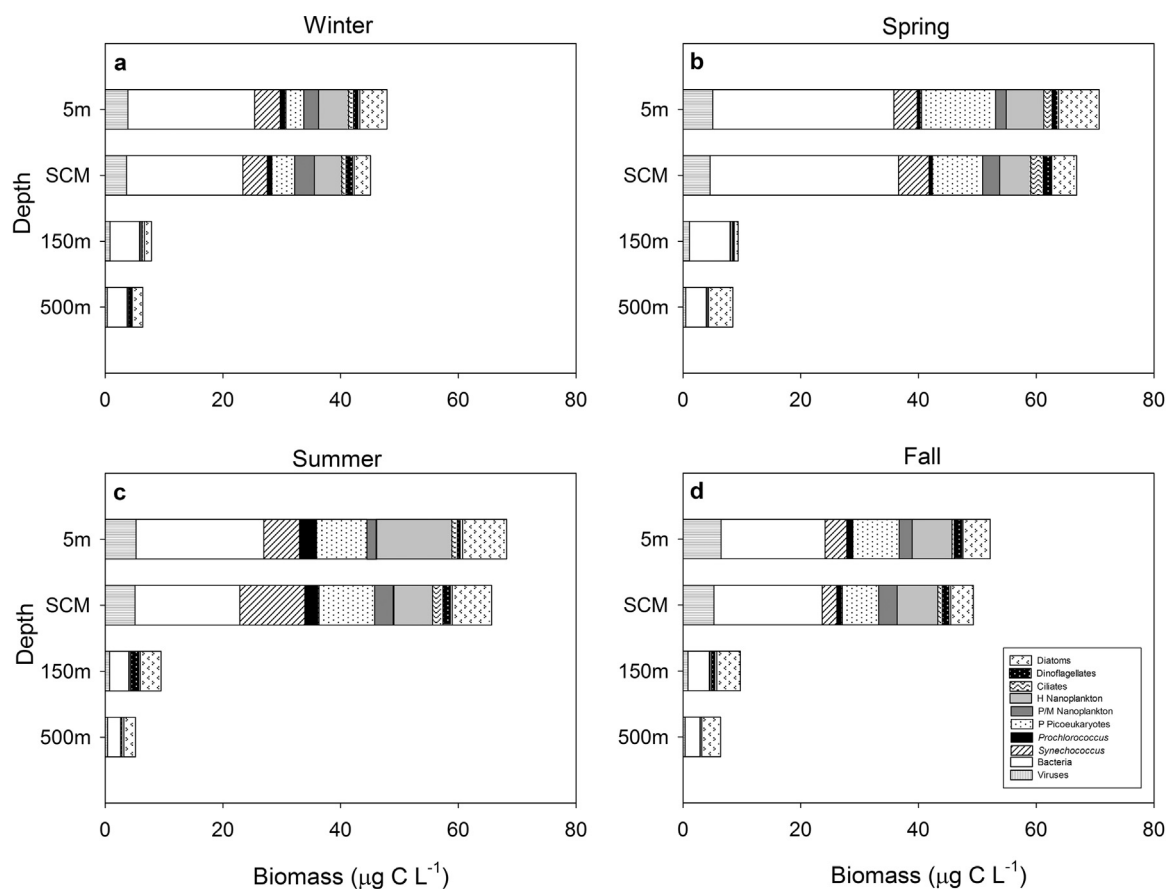 Winter
a
Depth
5m
SCM
150m
500m
0 20 40 60 80
Spring
b
5m
SCM
150m
500m
0 20 40 60 80
Summer
c
Depth
5m
SCM
150m
500m
0 20 40 60 80
Biomass (µg C L⁻¹)
Fall
d
5m
SCM
150m
500m
Diatoms
Dinoflagellates
Ciliates
H Nanoplankton
P/M Nanoplankton
P Picoeukaryotes
Prochlorococcus
Synechococcus
Bacteria
Viruses
0 20 40 60 80
Biomass (µg C L⁻¹)